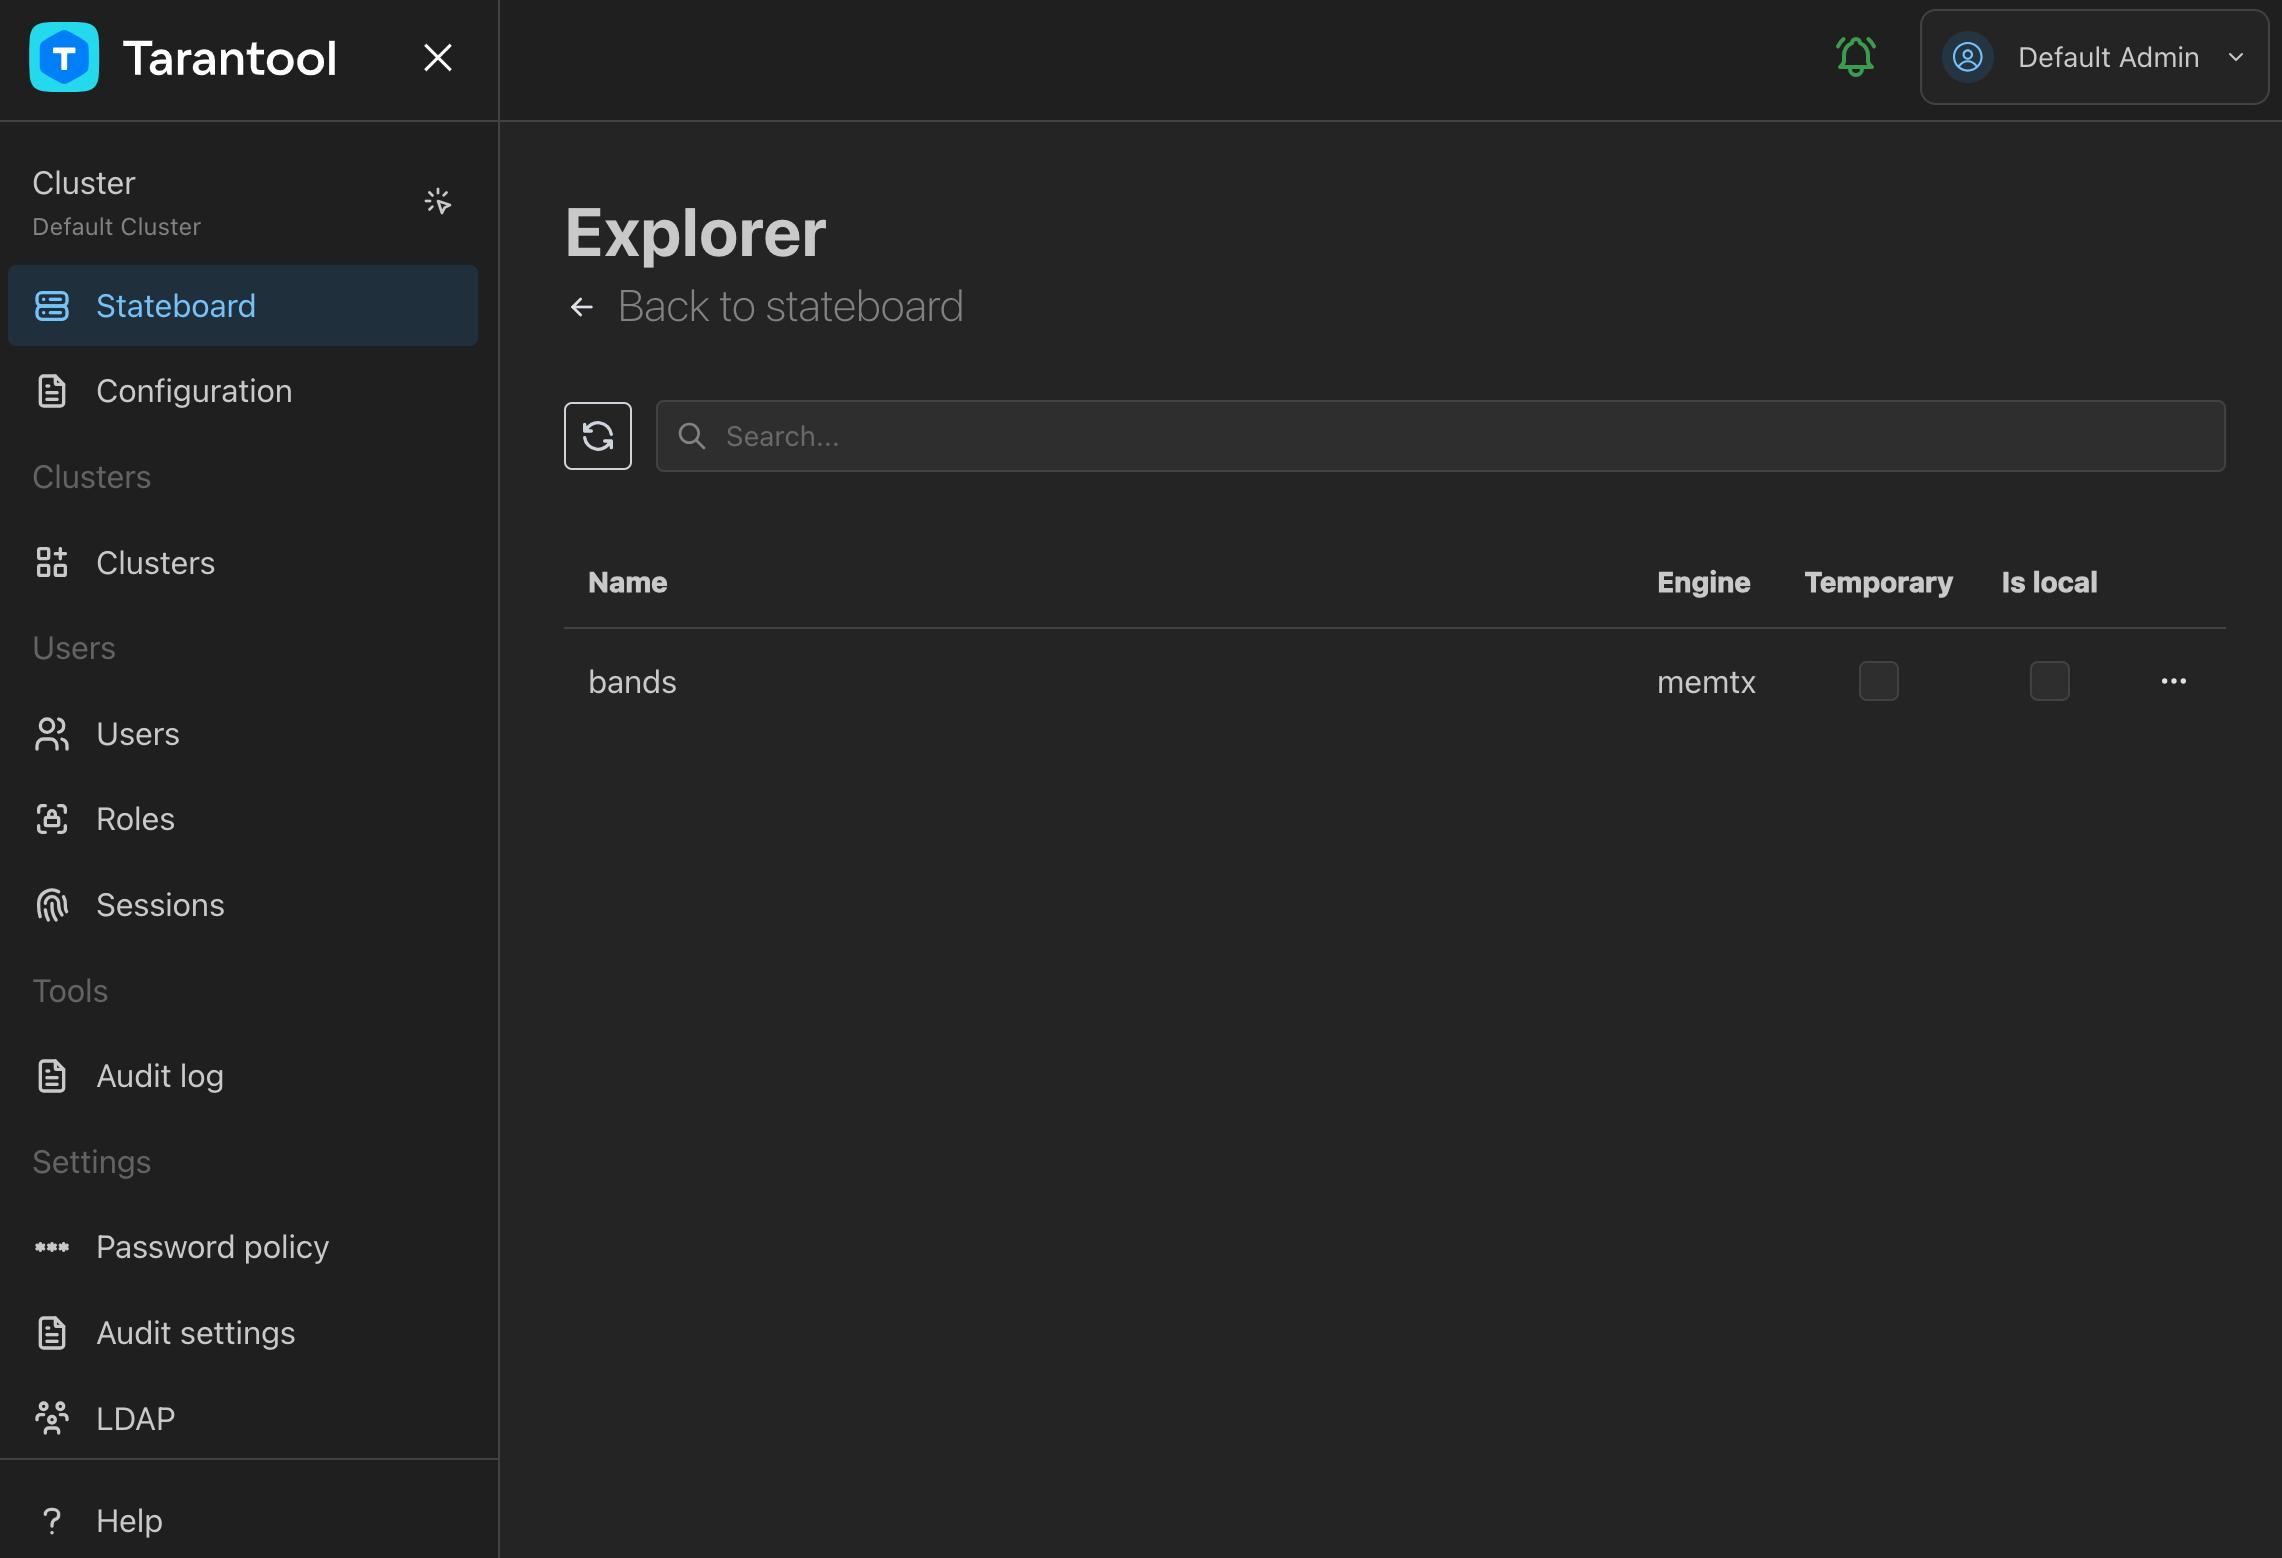 Tarantool
Default Admin
Cluster
Default Cluster
Stateboard
Configuration
Clusters
Clusters
Users
Users
Roles
Sessions
Tools
Audit log
Settings
Password policy
Audit settings
LDAP
Help
Explorer
Back to stateboard
Search...
Name Engine Temporary Is local
bands memtx